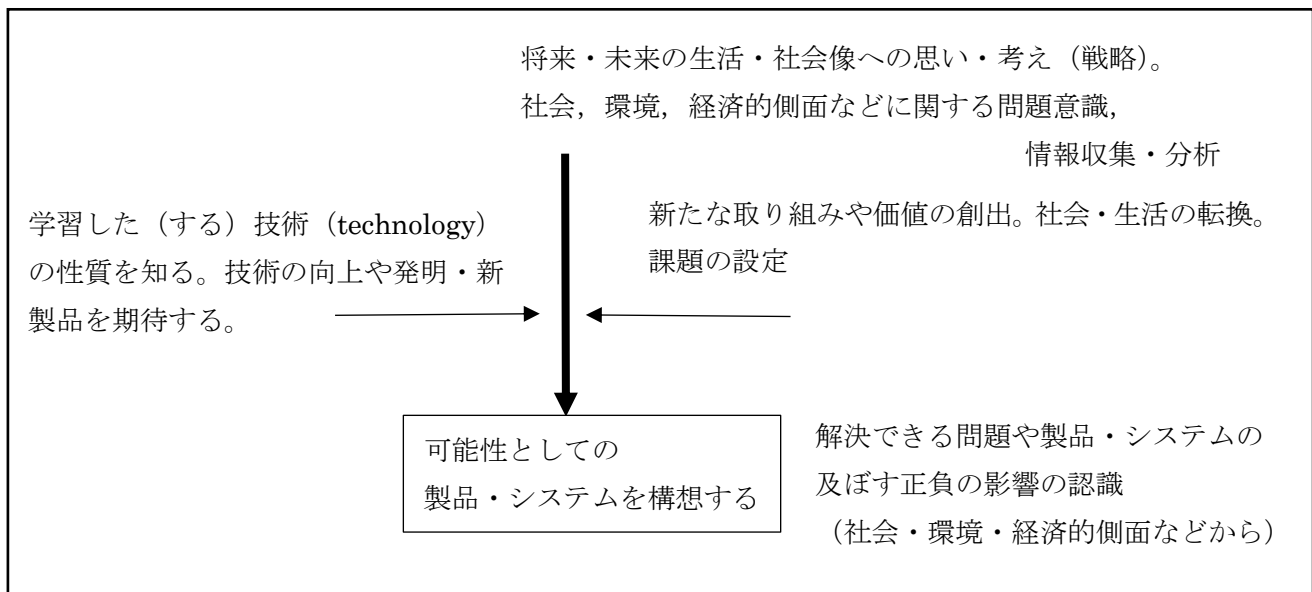 将来・未来の生活・社会像への思い・考え（戦略）。
社会，環境，経済的側面などに関する問題意識，
情報収集・分析
学習した（する）技術（technology）
の性質を知る。技術の向上や発明・新
製品を期待する。
新たな取り組みや価値の創出。社会・生活の転換。
課題の設定
可能性としての
製品・システムを構想する
解決できる問題や製品・システムの
及ぼす正負の影響の認識
（社会・環境・経済的側面などから）